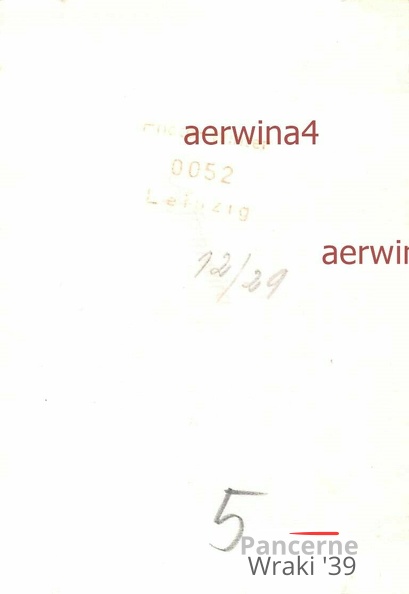 aerwina4
0052
Leipzig
aerwin
12/29
5
Pancerne
Wraki '39